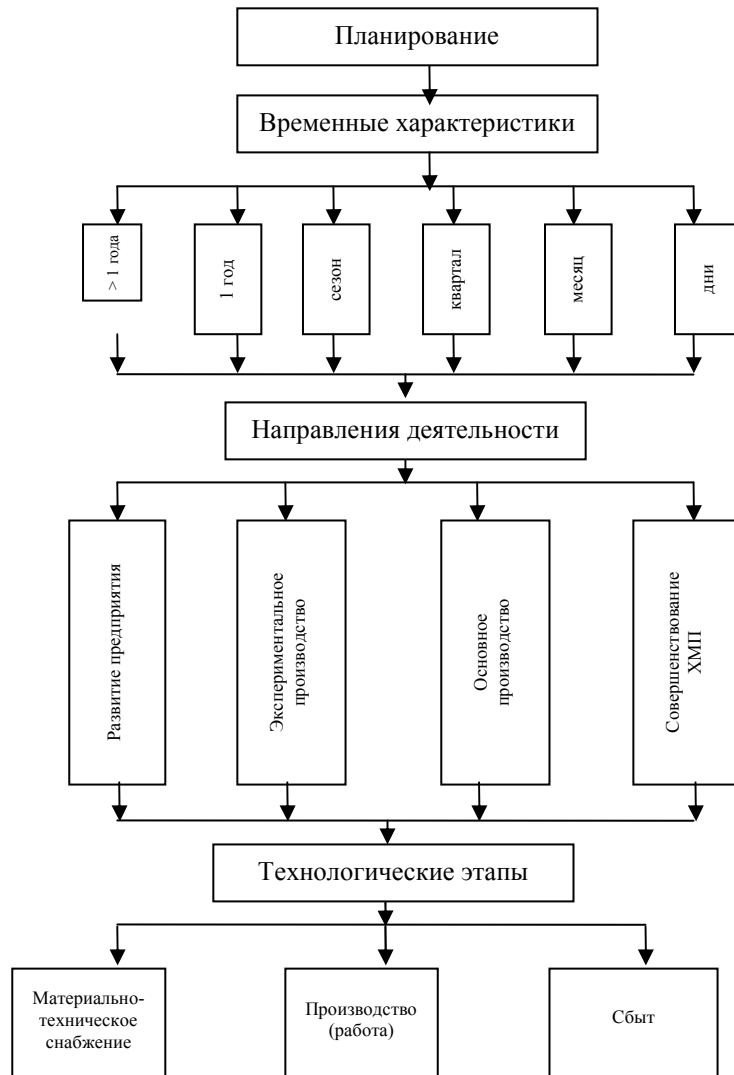 Планирование
Временные характеристики
> 1 года
1 год
сезон
квартал
месяц
дни
Направления деятельности
Развитие предприятия
Экспериментальное
производство
Основное
производство
Совершенствование
ХМП
Технологические этапы
Материально-
техническое
снабжение
Производство
(работа)
Сбыт